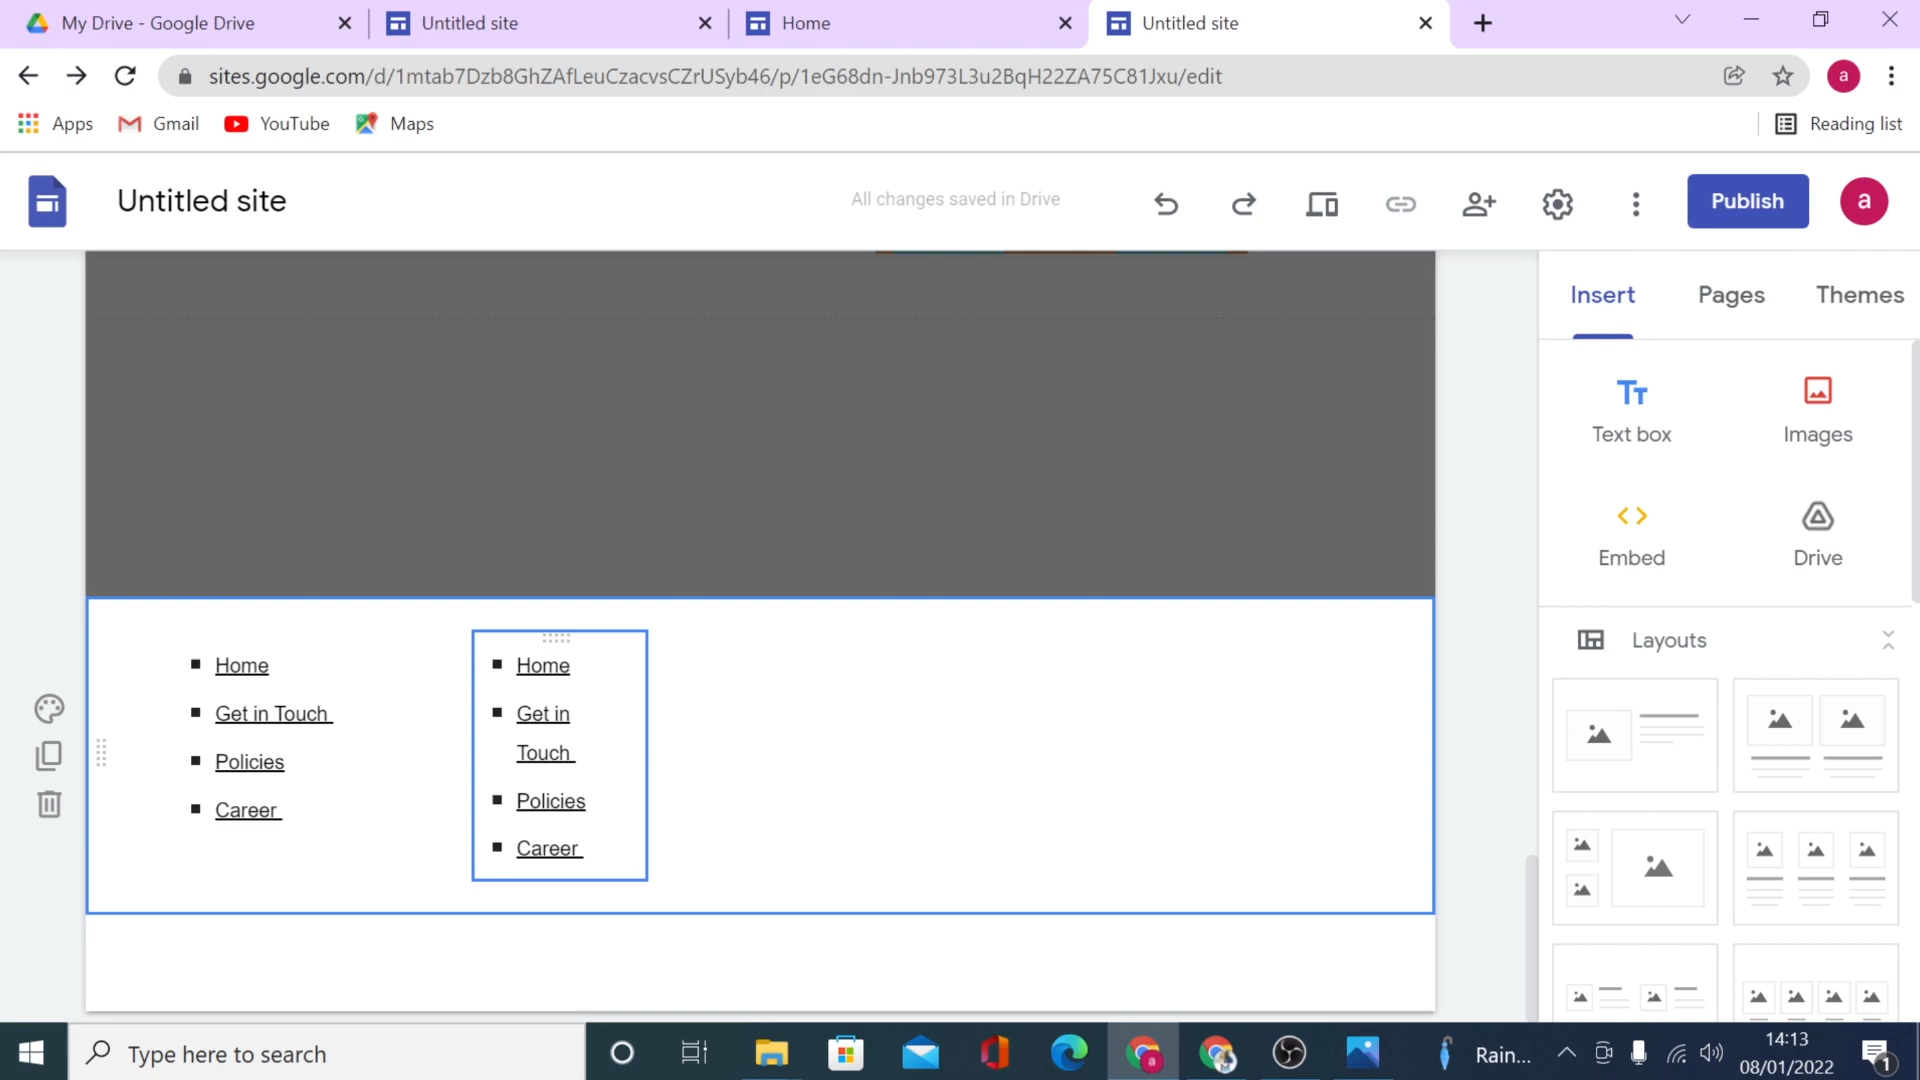 My Drive - Google Drive
Untitled site
Home
Untitled site
sites.google.com/d/1mtab7Dzb8GhZAfLeuCzacvsCZrUSyb46/p/1eG68dn-Jnb973L3u2BqH22ZA75C81Jxu/edit
a
Apps
Gmail
YouTube
Maps
Reading list
Untitled site
All changes saved in Drive
Publish
a
Insert
Pages
Themes
Text box
Images
Embed
Drive
Layouts
Home
Get in Touch
Policies
Career
Home
Get in
Touch
Policies
Career
Type here to search
a
Rain...
14:13
08/01/2022
1